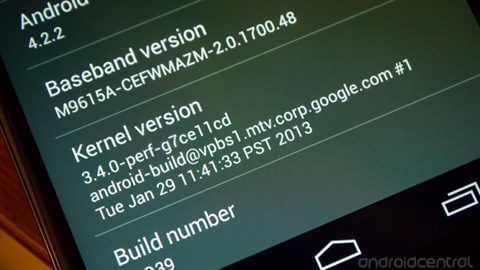 Android
4.2.2
Baseband version
M9615A-CEFWMAZM-2.0.1700.48
Kernel version
3.4.0-perf-g7ce11cd
android-build@vpbs1.mtv.corp.google.com #1
Tue Jan 29 11:41:33 PST 2013
Build number
androidcentral